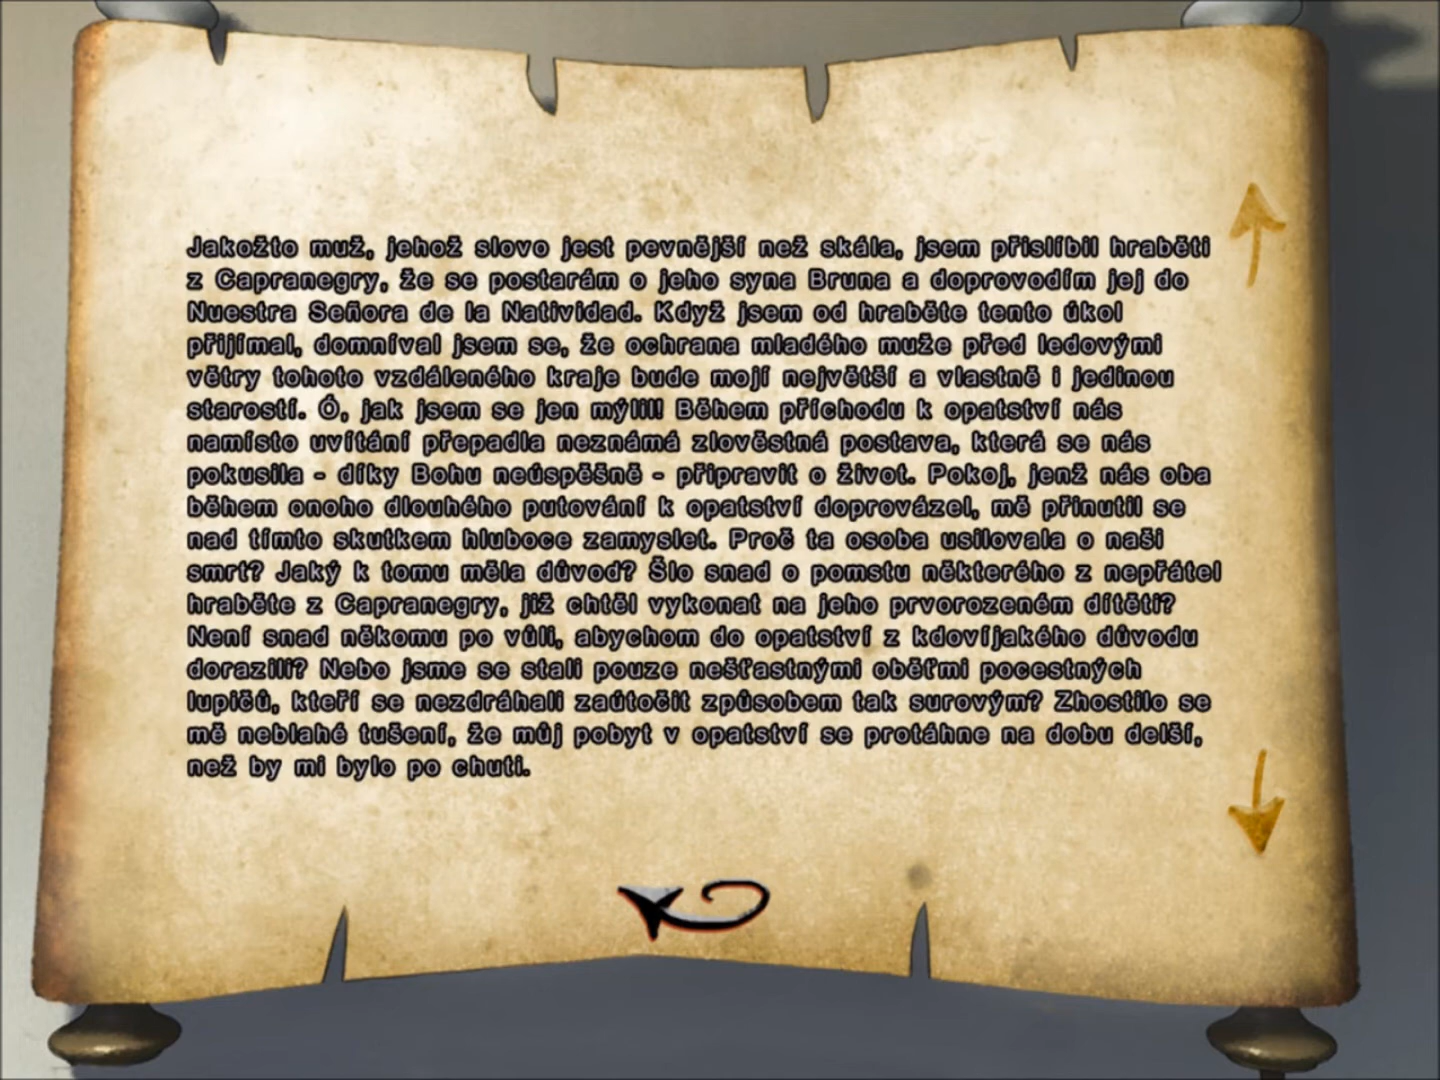 Jakožto muž, jehož slovo jest pevnější než skála, jsem přislíbil hraběti
z Capranegry, že se postarám o jeho syna Bruna a doprovodím jej do
Nuestra Señora de la Natividad. Když jsem od hraběte tento úkol
přijímal, domníval jsem se, že ochrana mladého muže před ledovými
větry tohoto vzdáleného kraje bude mojí největší a vlastně i jedinou
starostí. Ó, jak jsem se jen mýlil! Během příchodu k opatství nás
namísto uvítání přepadla neznámá zlověstná postava, která se nás
pokusila - díky Bohu neúspěšně - připravit o život. Pokoj, jenž nás oba
během onoho dlouhého putování k opatství doprovázel, mě přinutil se
nad tímto skutkem hluboce zamyslet. Proč ta osoba usilovala o naši
smrt? Jaký k tomu měla důvod? Šlo snad o pomstu některého z nepřátel
hraběte z Capranegry, již chtěl vykonat na jeho prvorozeném dítěti?
Není snad někomu po vůli, abychom do opatství z kdovíjakého důvodu
dorazili? Nebo jsme se stali pouze nešťastnými oběťmi pocestných
lupičů, kteří se nezdráhali zaútočit způsobem tak surovým? Zhostilo se
mě neblahé tušení, že můj pobyt v opatství se protáhne na dobu delší,
než by mi bylo po chuti.